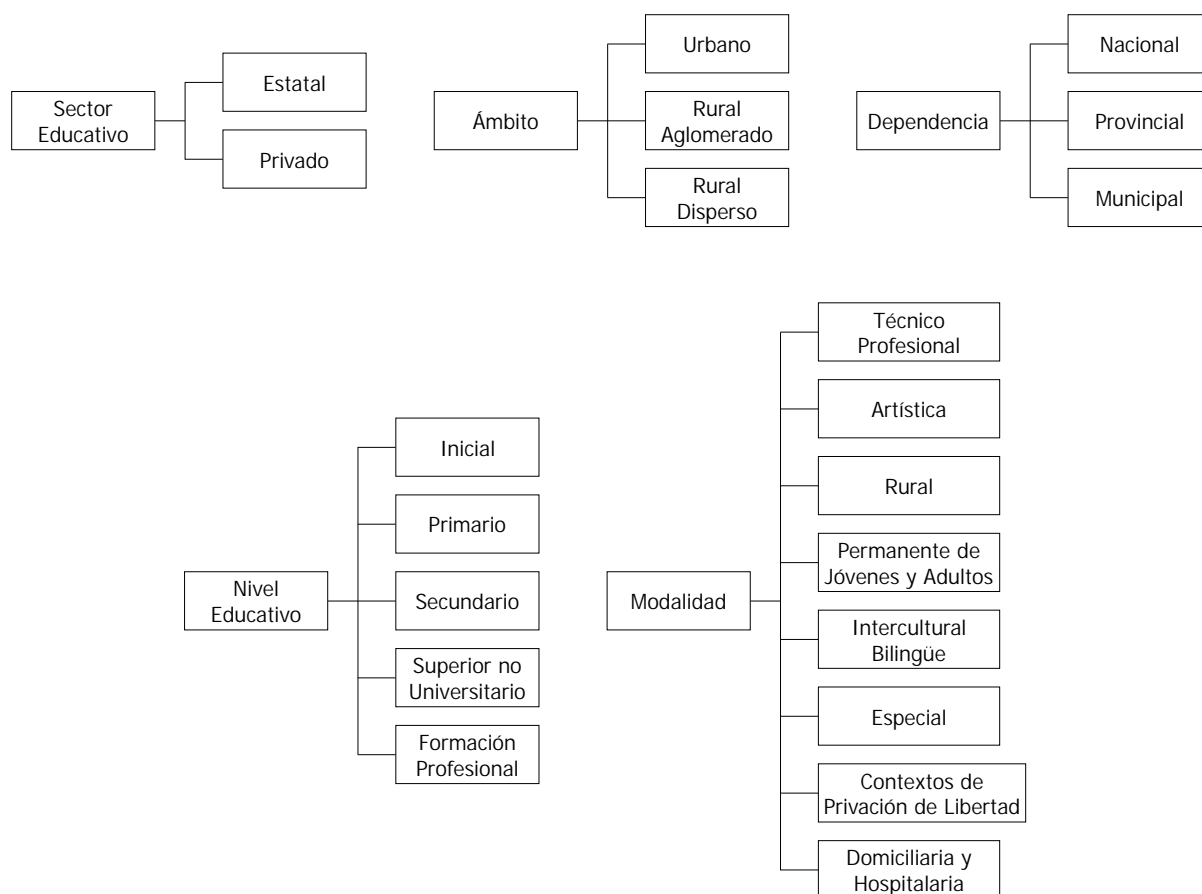 Sector
Educativo
Estatal
Privado
Ámbito
Urbano
Rural
Aglomerado
Rural
Disperso
Dependencia
Nacional
Provincial
Municipal
Nivel
Educativo
Inicial
Primario
Secundario
Superior no
Universitario
Formación
Profesional
Modalidad
Técnico
Profesional
Artística
Rural
Permanente de
Jóvenes y Adultos
Intercultural
Bilingüe
Especial
Contextos de
Privación de Libertad
Domiciliaria y
Hospitalaria